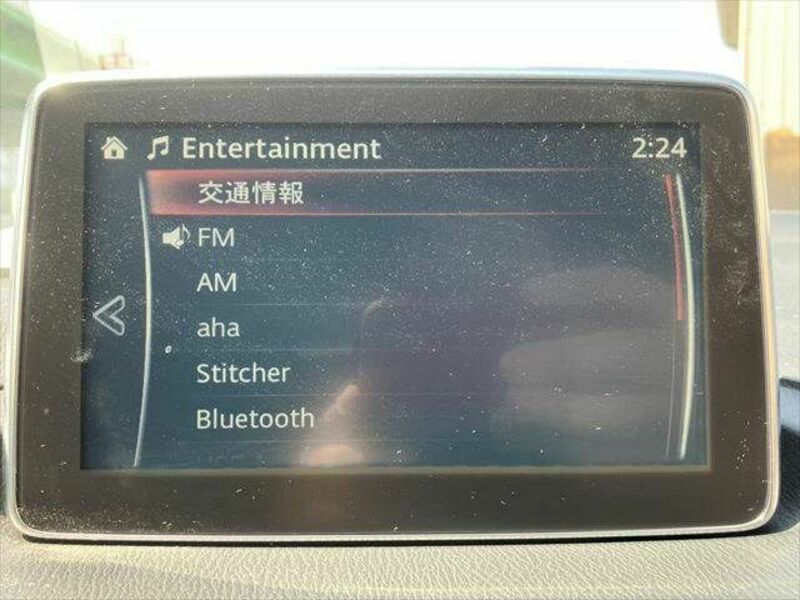 Entertainment 2:24
交通情報
FM
AM
aha
Stitcher
Bluetooth